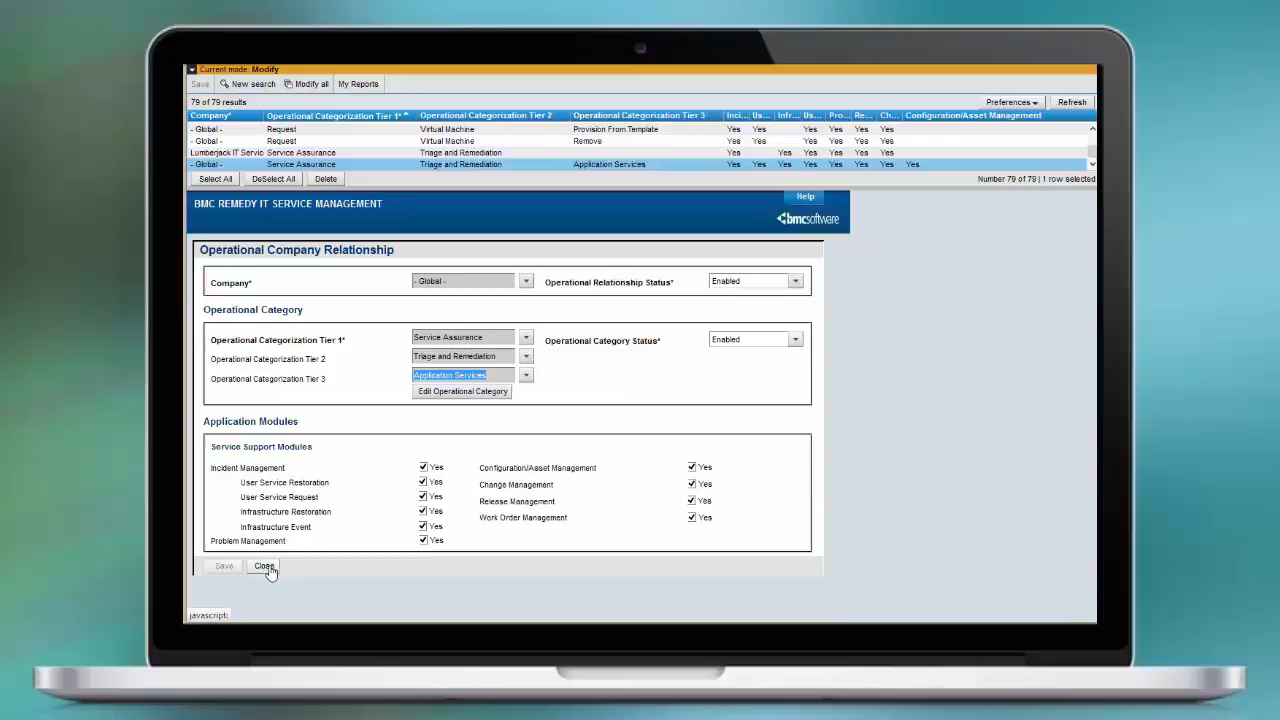 Current mode: Modify
Save New search Modify all My Reports
79 of 79 results Preferences Refresh
Company* Operational Categorization Tier 1* Operational Categorization Tier 2 Operational Categorization Tier 3 Inci... Us... Infr... Us... Pro... Re... Ch... Configuration/Asset Management
- Global - Request Virtual Machine Provision From Template Yes Yes Yes Yes Yes Yes Yes
- Global - Request Virtual Machine Remove Yes Yes Yes Yes Yes Yes
Lumberjack IT Servic Service Assurance Triage and Remediation Yes Yes Yes Yes Yes Yes
- Global - Service Assurance Triage and Remediation Application Services Yes Yes Yes Yes Yes Yes Yes Yes
Select All DeSelect All Delete Number 79 of 79 | 1 row selected
Help
BMC REMEDY IT SERVICE MANAGEMENT
bmcsoftware
Operational Company Relationship
Company* - Global - Operational Relationship Status* Enabled
Operational Category
Operational Categorization Tier 1* Service Assurance Operational Category Status* Enabled
Operational Categorization Tier 2 Triage and Remediation
Operational Categorization Tier 3 Application Services
Edit Operational Category
Application Modules
Service Support Modules
Incident Management Yes Configuration/Asset Management Yes
User Service Restoration Yes Change Management Yes
User Service Request Yes Release Management Yes
Infrastructure Restoration Yes Work Order Management Yes
Infrastructure Event Yes
Problem Management Yes
Save Close
javascript: